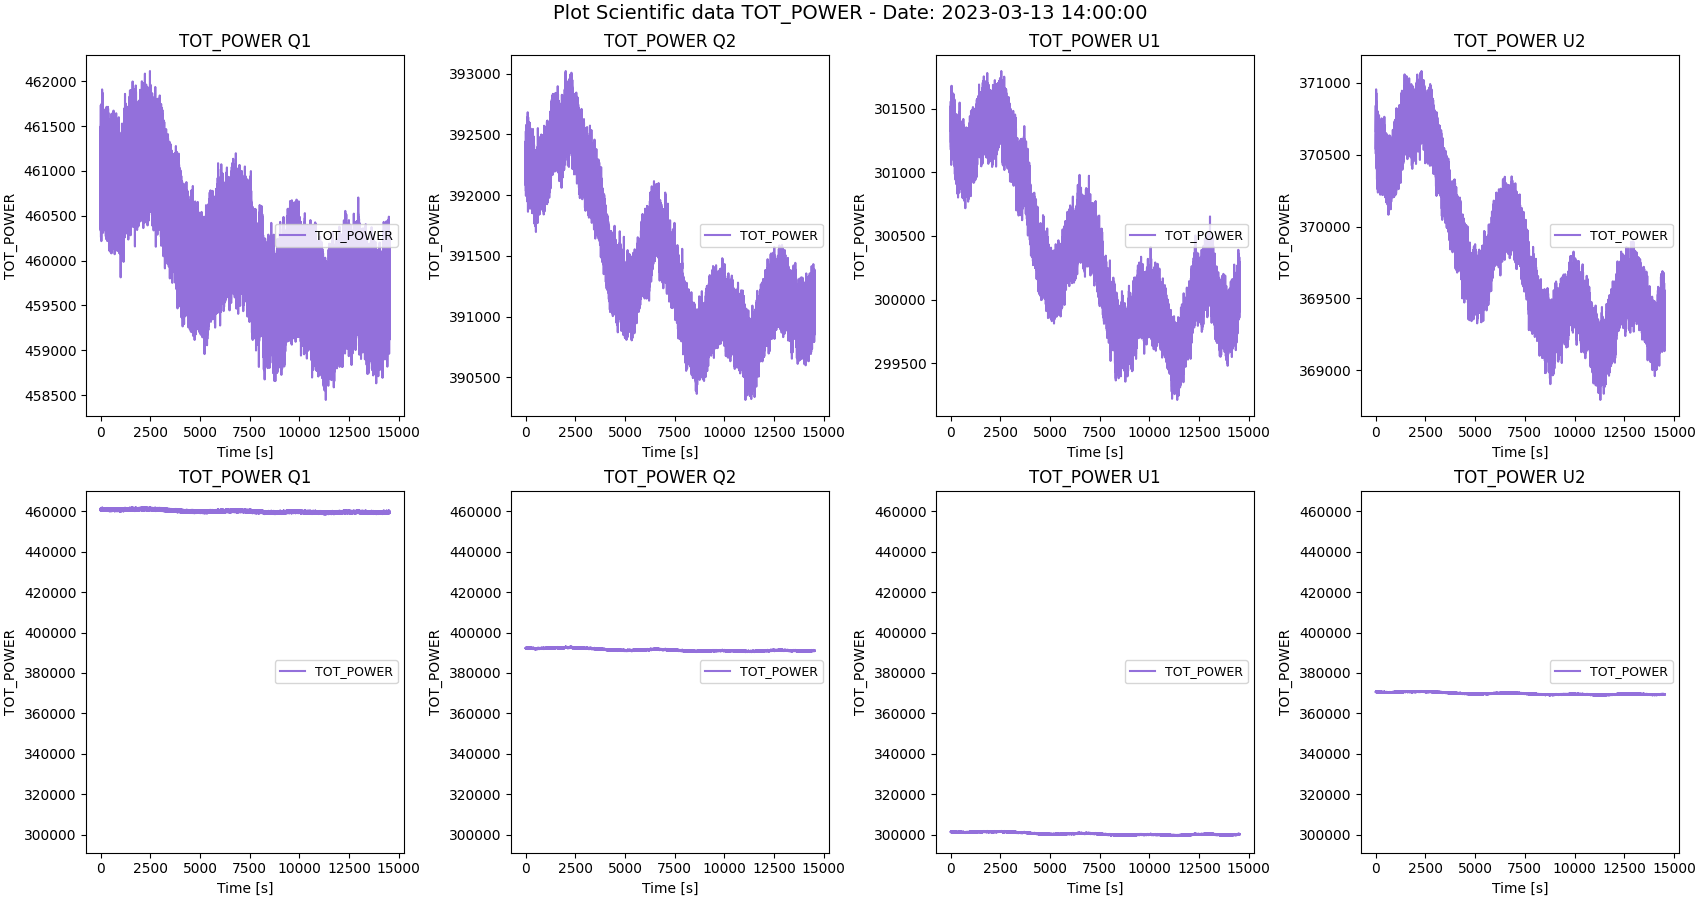 Plot Scientific data TOT_POWER - Date: 2023-03-13 14:00:00
TOT_POWER Q1
462000
461500
461000
460500
460000
459500
459000
458500
TOT_POWER
TOT_POWER
0 2500 5000 7500 10000 12500 15000
Time [s]
TOT_POWER Q2
393000
392500
392000
391500
391000
390500
TOT_POWER
TOT_POWER
0 2500 5000 7500 10000 12500 15000
Time [s]
TOT_POWER U1
301500
301000
300500
300000
299500
TOT_POWER
TOT_POWER
0 2500 5000 7500 10000 12500 15000
Time [s]
TOT_POWER U2
371000
370500
370000
369500
369000
TOT_POWER
TOT_POWER
0 2500 5000 7500 10000 12500 15000
Time [s]
TOT_POWER Q1
460000
440000
420000
400000
380000
360000
340000
320000
300000
TOT_POWER
TOT_POWER
0 2500 5000 7500 10000 12500 15000
Time [s]
TOT_POWER Q2
460000
440000
420000
400000
380000
360000
340000
320000
300000
TOT_POWER
TOT_POWER
0 2500 5000 7500 10000 12500 15000
Time [s]
TOT_POWER U1
460000
440000
420000
400000
380000
360000
340000
320000
300000
TOT_POWER
TOT_POWER
0 2500 5000 7500 10000 12500 15000
Time [s]
TOT_POWER U2
460000
440000
420000
400000
380000
360000
340000
320000
300000
TOT_POWER
TOT_POWER
0 2500 5000 7500 10000 12500 15000
Time [s]